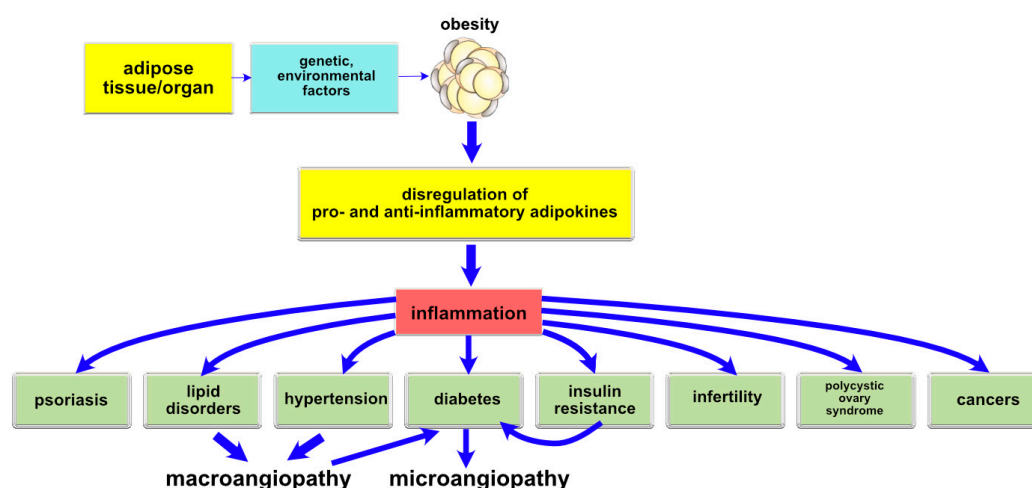 obesity
adipose
tissue/organ
genetic,
environmental
factors
disregulation of
pro- and anti-inflammatory adipokines
inflammation
psoriasis
lipid
disorders
hypertension
diabetes
insulin
resistance
infertility
polycystic
ovary
syndrome
cancers
macroangiopathy
microangiopathy